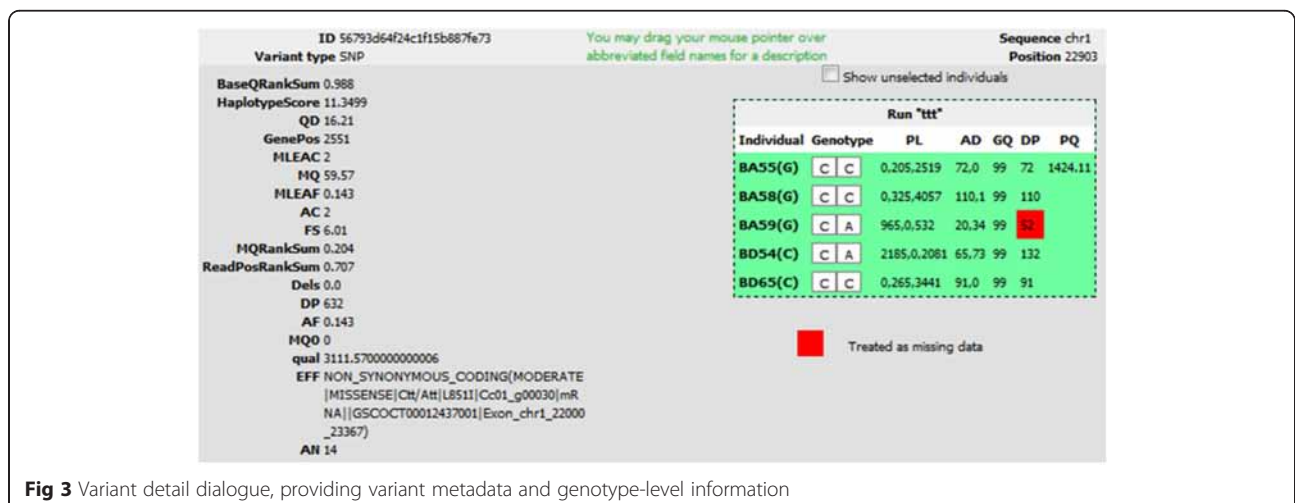 ID 56793d64f24c1f15b887fe73
Variant type SNP
You may drag your mouse pointer over
abbreviated field names for a description
Sequence chr1
Position 22903
BaseQRankSum 0.988
HaplotypeScore 11.3499
QD 16.21
GenePos 2551
MLEAC 2
MQ 59.57
MLEAF 0.143
AC 2
FS 6.01
MQRankSum 0.204
ReadPosRankSum 0.707
Dels 0.0
DP 632
AF 0.143
MQ0 0
qual 3111.5700000000006
EFF NON_SYNONYMOUS_CODING(MODERATE
|MISSENSE|Ctt/Att|L851I|Cc01_g00030|mR
NA||GSCOCT00012437001|Exon_chr1_22000
_23367)
AN 14
Show unselected individuals
Run "ttt"
Individual Genotype PL AD GQ DP PQ
BA55(G) C C 0,205,2519 72,0 99 72 1424.11
BA58(G) C C 0,325,4057 110,1 99 110
BA59(G) C A 965,0,532 20,34 99 52
BD54(C) C A 2185,0,2081 65,73 99 132
BD65(C) C C 0,265,3441 91,0 99 91
Treated as missing data
Fig 3 Variant detail dialogue, providing variant metadata and genotype-level information